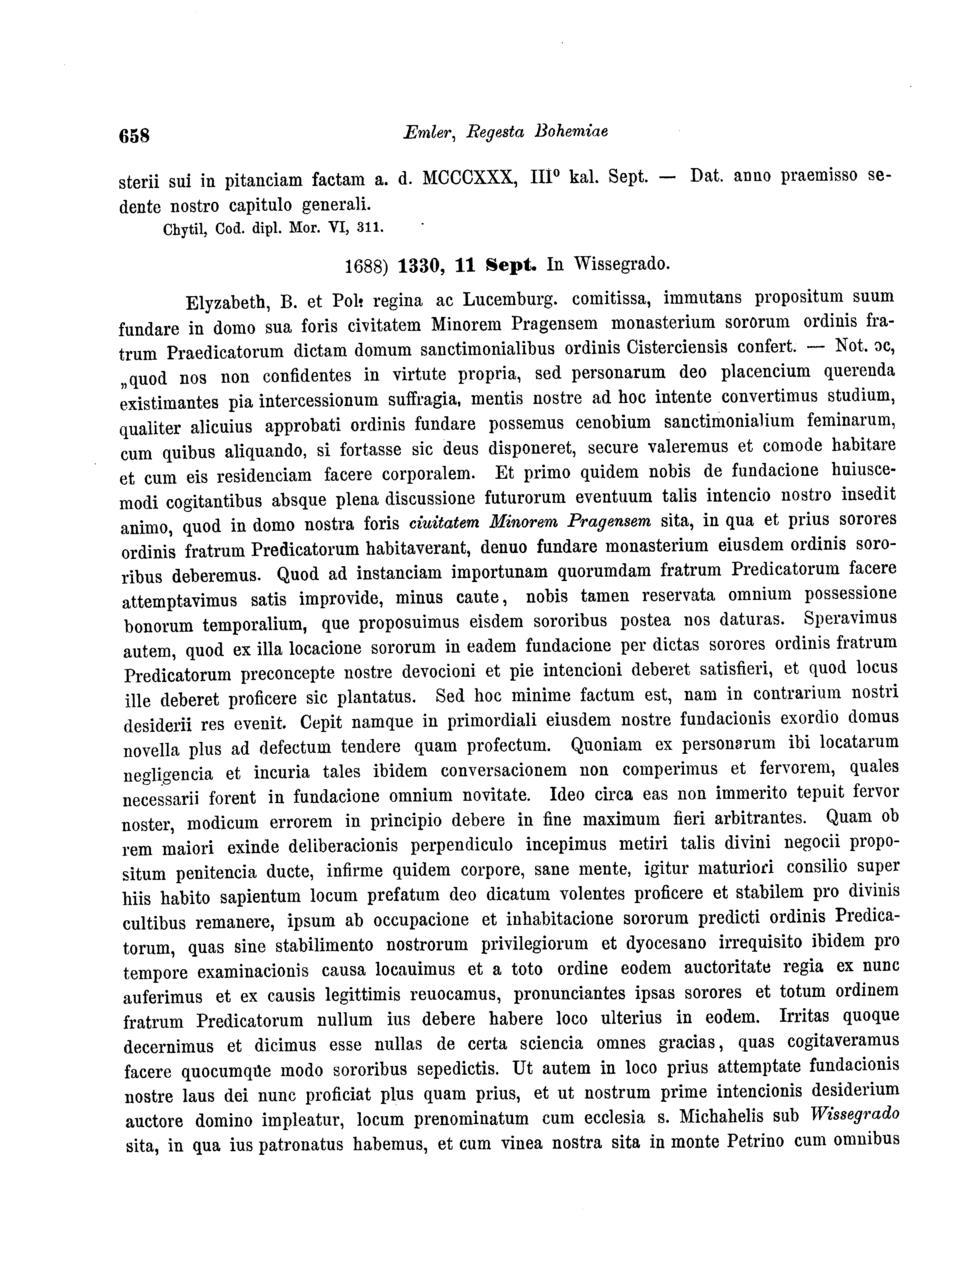 658
Emler, Regesta Bohemiae
sterii sui in pitanciam factam a. d. MCCCXXX, III⁰ kal. Sept. — Dat. anno praemisso se-
dente nostro capitulo generali.
Chytil, Cod. dipl. Mor. VI, 311.
1688) 1330, 11 Sept. In Wissegrado.
Elyzabeth, B. et Pol. regina ac Lucemburg. comitissa, immutans propositum suum
fundare in domo sua foris civitatem Minorem Pragensem monasterium sororum ordinis fra-
trum Praedicatorum dictam domum sanctimonialibus ordinis Cisterciensis confert. — Not. ɔc,
„quod nos non confidentes in virtute propria, sed personarum deo placencium querenda
existimantes pia intercessionum suffragia, mentis nostre ad hoc intente convertimus studium,
qualiter alicuius approbati ordinis fundare possemus cenobium sanctimonialium feminarum,
cum quibus aliquando, si fortasse sic deus disponeret, secure valeremus et comode habitare
et cum eis residenciam facere corporalem. Et primo quidem nobis de fundacione huiusce-
modi cogitantibus absque plena discussione futurorum eventuum talis intencio nostro insedit
animo, quod in domo nostra foris ciuitatem Minorem Pragensem sita, in qua et prius sorores
ordinis fratrum Predicatorum habitaverant, denuo fundare monasterium eiusdem ordinis soro-
ribus deberemus. Quod ad instanciam importunam quorumdam fratrum Predicatorum facere
attemptavimus satis improvide, minus caute, nobis tamen reservata omnium possessione
bonorum temporalium, que proposuimus eisdem sororibus postea nos daturas. Speravimus
autem, quod ex illa locacione sororum in eadem fundacione per dictas sorores ordinis fratrum
Predicatorum preconcepte nostre devocioni et pie intencioni deberet satisfieri, et quod locus
ille deberet proficere sic plantatus. Sed hoc minime factum est, nam in contrarium nostri
desiderii res evenit. Cepit namque in primordiali eiusdem nostre fundacionis exordio domus
novella plus ad defectum tendere quam profectum. Quoniam ex personarum ibi locatarum
negligencia et incuria tales ibidem conversacionem non comperimus et fervorem, quales
necessarii forent in fundacione omnium novitate. Ideo circa eas non immerito tepuit fervor
noster, modicum errorem in principio debere in fine maximum fieri arbitrantes. Quam ob
rem maiori exinde deliberacionis perpendiculo incepimus metiri talis divini negocii propo-
situm penitencia ducte, infirme quidem corpore, sane mente, igitur maturiori consilio super
hiis habito sapientum locum prefatum deo dicatum volentes proficere et stabilem pro divinis
cultibus remanere, ipsum ab occupacione et inhabitacione sororum predicti ordinis Predica-
torum, quas sine stabilimento nostrorum privilegiorum et dyocesano irrequisito ibidem pro
tempore examinacionis causa locauimus et a toto ordine eodem auctoritate regia ex nunc
auferimus et ex causis legittimis reuocamus, pronunciantes ipsas sorores et totum ordinem
fratrum Predicatorum nullum ius debere habere loco ulterius in eodem. Irritas quoque
decernimus et dicimus esse nullas de certa sciencia omnes gracias, quas cogitaveramus
facere quocumque modo sororibus sepedictis. Ut autem in loco prius attemptate fundacionis
nostre laus dei nunc proficiat plus quam prius, et ut nostrum prime intencionis desiderium
auctore domino impleatur, locum prenominatum cum ecclesia s. Michahelis sub Wissegrado
sita, in qua ius patronatus habemus, et cum vinea nostra sita in monte Petrino cum omnibus